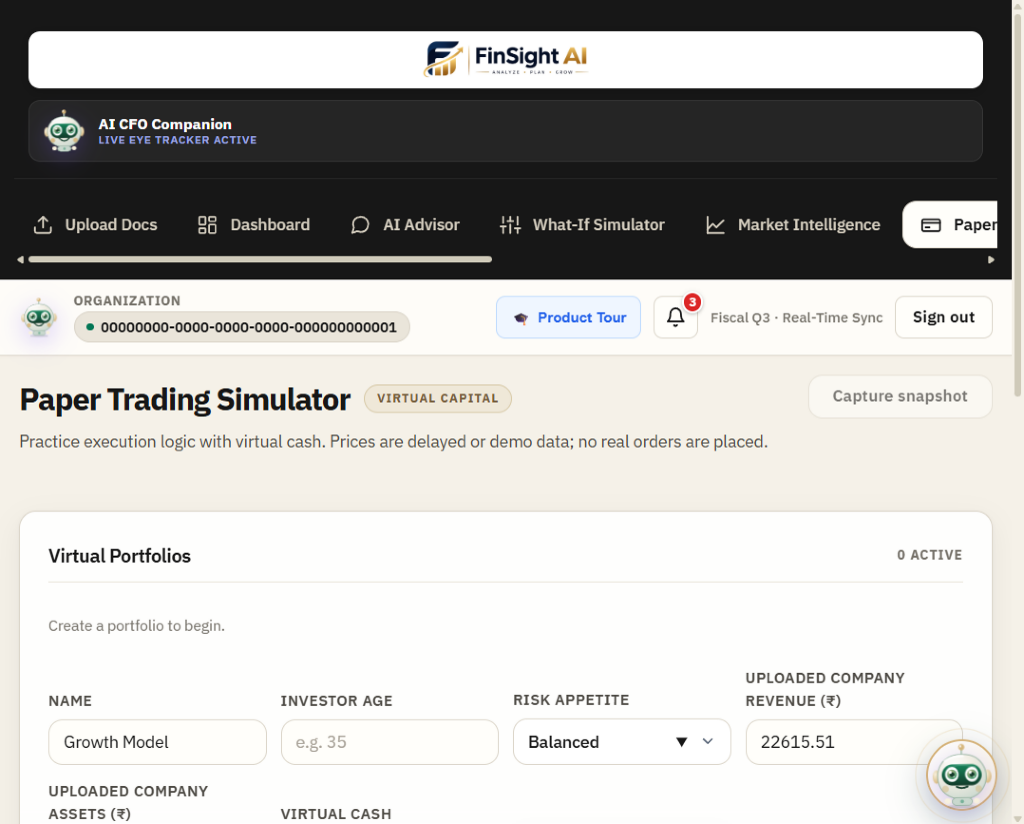 FinSight AI
ANALYZE • PLAN • GROW
AI CFO Companion
LIVE EYE TRACKER ACTIVE
Upload Docs
Dashboard
AI Advisor
What-If Simulator
Market Intelligence
Paper
ORGANIZATION
00000000-0000-0000-0000-000000000001
Product Tour
3
Fiscal Q3 · Real-Time Sync
Sign out
Paper Trading Simulator
VIRTUAL CAPITAL
Capture snapshot
Practice execution logic with virtual cash. Prices are delayed or demo data; no real orders are placed.
Virtual Portfolios
0 ACTIVE
Create a portfolio to begin.
NAME
Growth Model
INVESTOR AGE
e.g. 35
RISK APPETITE
Balanced
UPLOADED COMPANY
REVENUE (₹)
22615.51
UPLOADED COMPANY
ASSETS (₹)
VIRTUAL CASH